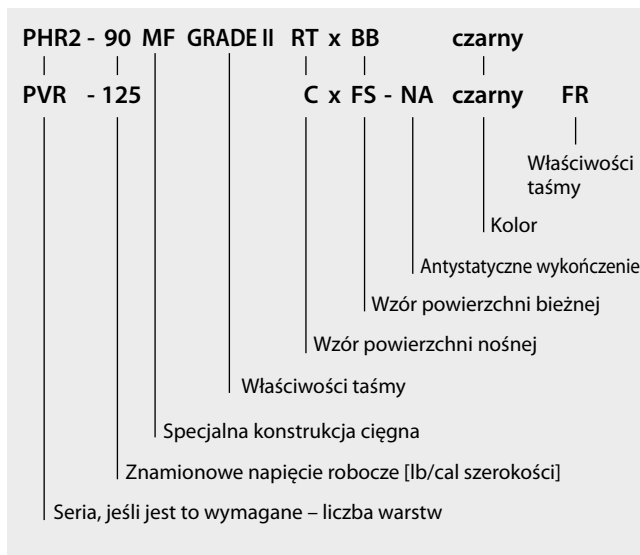 PHR2 - 90 MF GRADE II RT x BB czarny
PVR - 125 C x FS - NA czarny FR
Właściwości
taśmy
Kolor
Antystatyczne wykończenie
Wzór powierzchni bieżnej
Wzór powierzchni nośnej
Właściwości taśmy
Specjalna konstrukcja cięgna
Znamionowe napięcie robocze [lb/cal szerokości]
Seria, jeśli jest to wymagane – liczba warstw